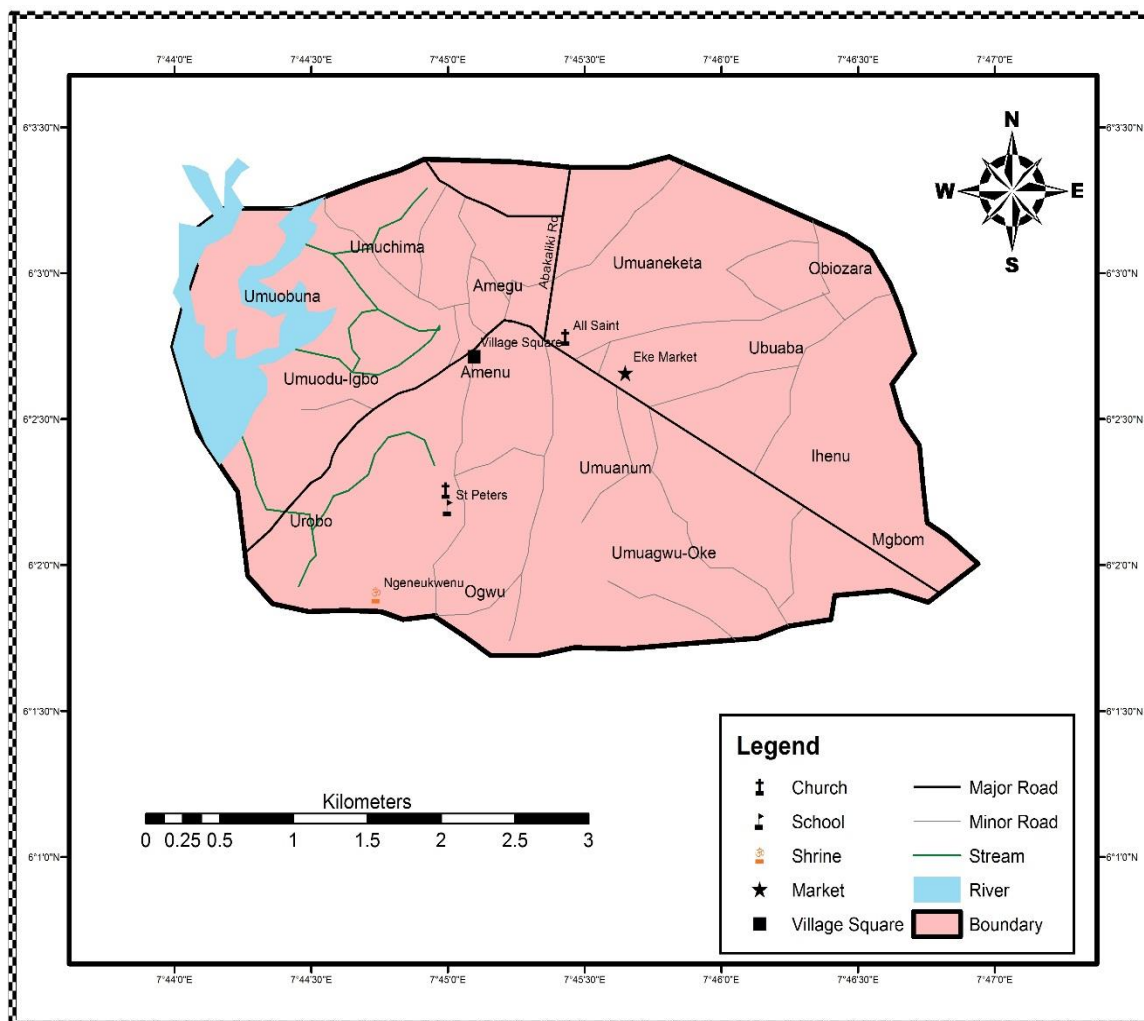 7°44'0"E 7°44'30"E 7°45'0"E 7°45'30"E 7°46'0"E 7°46'30"E 7°47'0"E
6°3'30"N 6°3'30"N
N
W E
S
Abakaliki Rd
Umuchima
Umuaneketa
Obiozara
6°3'0"N 6°3'0"N
Amegu
Umuobuna
All Saint
Village Square
Ubuaba
Eke Market
Amenu
Umuodu-Igbo
6°2'30"N 6°2'30"N
Ihenu
Umuanum
St Peters
Urobo
Mgbom
Umuagwu-Oke
6°2'0"N 6°2'0"N
Ngeneukwenu
Ogwu
6°1'30"N 6°1'30"N
Legend
Church Major Road
School Minor Road
Shrine Stream
Market River
Village Square Boundary
Kilometers
0 0.25 0.5 1 1.5 2 2.5 3
6°1'0"N 6°1'0"N
7°44'0"E 7°44'30"E 7°45'0"E 7°45'30"E 7°46'0"E 7°46'30"E 7°47'0"E